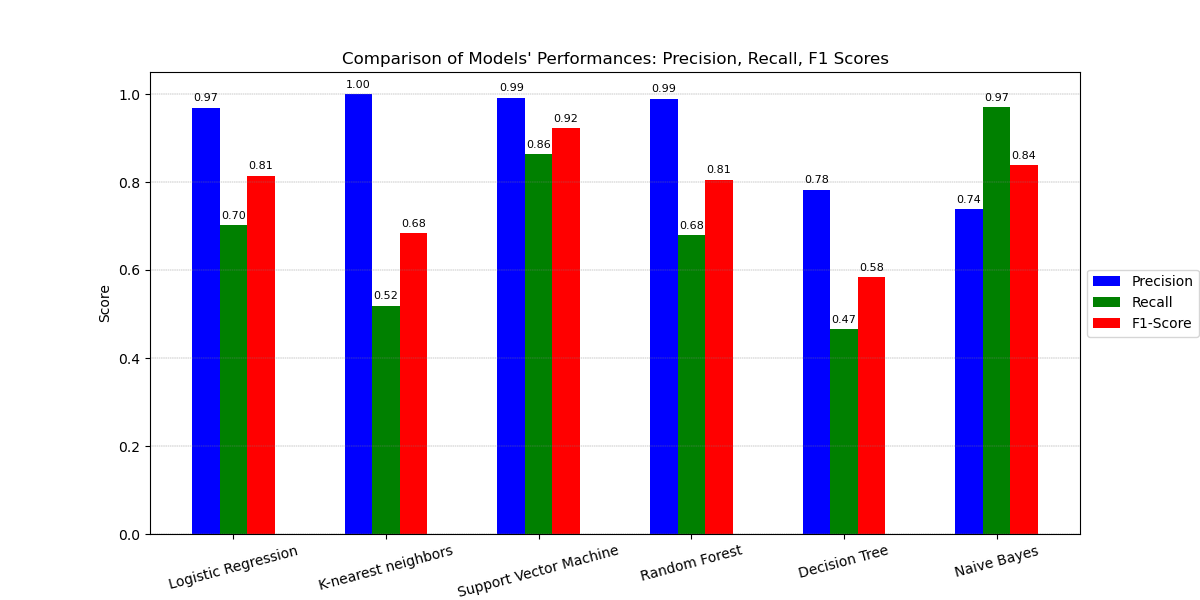 Comparison of Models' Performances: Precision, Recall, F1 Scores
Score
1.0
0.8
0.6
0.4
0.2
0.0
0.97
0.70
0.81
1.00
0.52
0.68
0.99
0.86
0.92
0.99
0.68
0.81
0.78
0.47
0.58
0.74
0.97
0.84
Logistic Regression
K-nearest neighbors
Support Vector Machine
Random Forest
Decision Tree
Naive Bayes
Precision
Recall
F1-Score